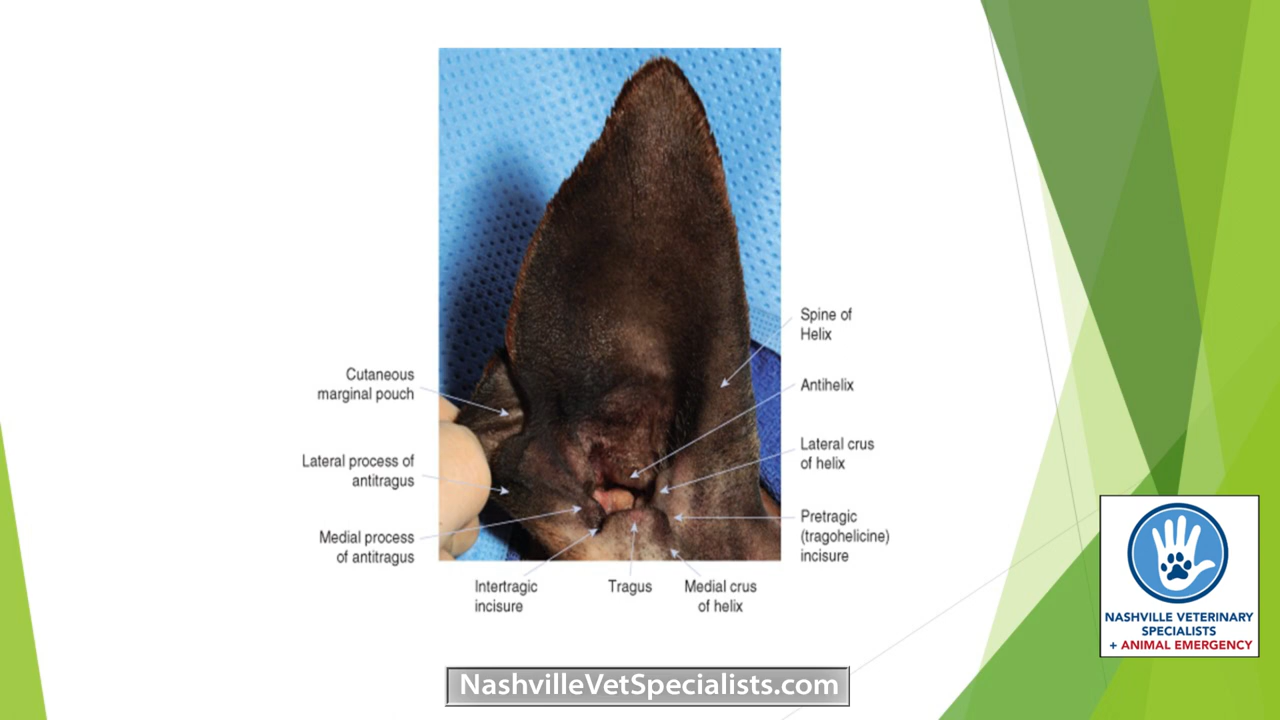 Spine of
Helix
Cutaneous
marginal pouch
Antihelix
Lateral crus
of helix
Lateral process of
antitragus
Pretragic
(tragohelicine)
incisure
Medial process
of antitragus
Intertragic
incisure
Tragus
Medial crus
of helix
NASHVILLE VETERINARY
SPECIALISTS
+ ANIMAL EMERGENCY
NashvilleVetSpecialists.com